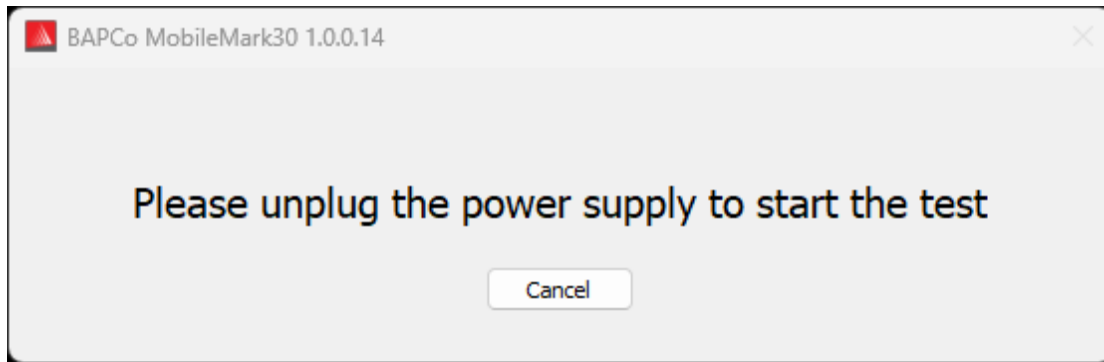 BAPCo MobileMark30 1.0.0.14
Please unplug the power supply to start the test
Cancel